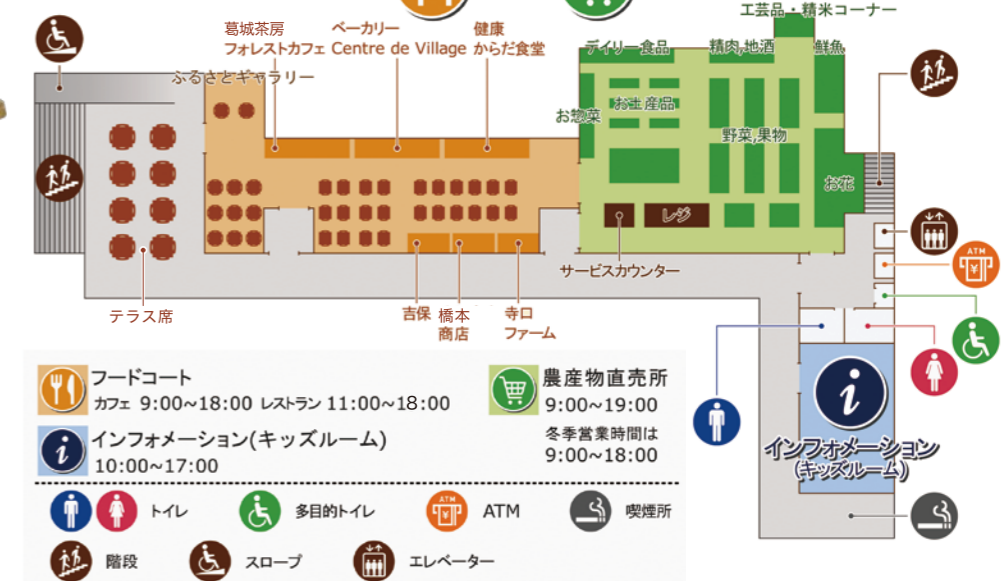 工芸品・精米コーナー
葛城茶房
フォレストカフェ
ベーカリー
Centre de Village
健康
からだ食堂
デイリー食品
精肉,地酒
鮮魚
ふるさとギャラリー
お惣菜
お土産品
野菜,果物
お花
レジ
サービスカウンター
ATM
テラス席
吉保
橋本
商店
寺口
ファーム
フードコート
カフェ 9:00~18:00 レストラン 11:00~18:00
インフォメーション(キッズルーム)
10:00~17:00
農産物直売所
9:00~19:00
冬季営業時間は
9:00~18:00
インフォメーション
(キッズルーム)
トイレ
多目的トイレ
ATM
ATM
喫煙所
階段
スロープ
エレベーター